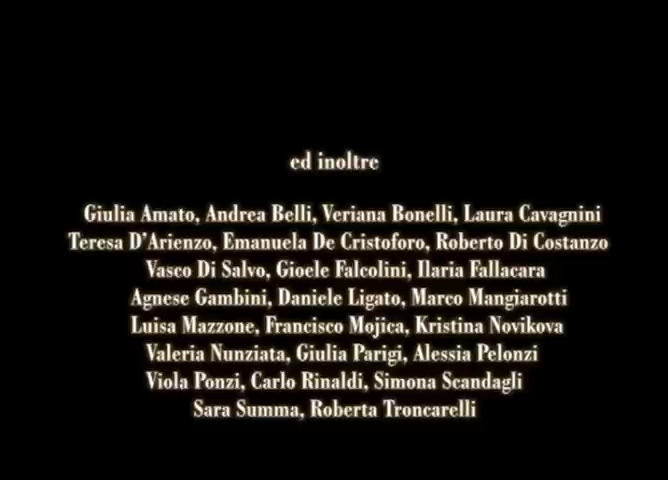 ed inoltre
Giulia Amato, Andrea Belli, Veriana Bonelli, Laura Cavagnini
Teresa D'Arienzo, Emanuela De Cristoforo, Roberto Di Costanzo
Vasco Di Salvo, Gioele Falcolini, Ilaria Fallacara
Agnese Gambini, Daniele Ligato, Marco Mangiarotti
Luisa Mazzone, Francisco Mojica, Kristina Novikova
Valeria Nunziata, Giulia Parigi, Alessia Pelonzi
Viola Ponzi, Carlo Rinaldi, Simona Scandagli
Sara Summa, Roberta Troncarelli